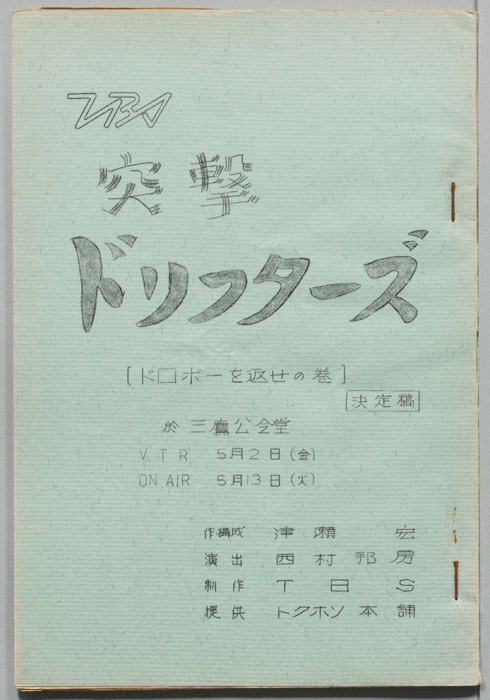 TBS
突撃
ドリフターズ
[ドロボーを返せの巻]
決定稿
於 三鷹公会堂
VTR 5月2日(金)
ON AIR 5月13日(火)
作・構成 津瀬宏
演出 西村邦房
制作 TBS
提供 トクホン本舗